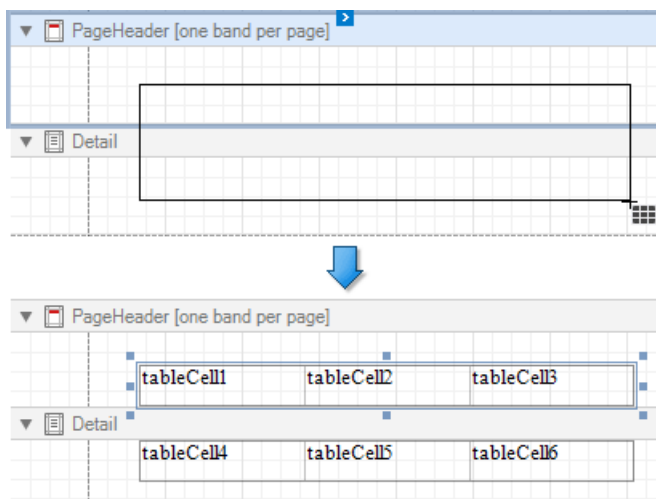 PageHeader [one band per page]
Detail
PageHeader [one band per page]
tableCell1 tableCell2 tableCell3
Detail
tableCell4 tableCell5 tableCell6